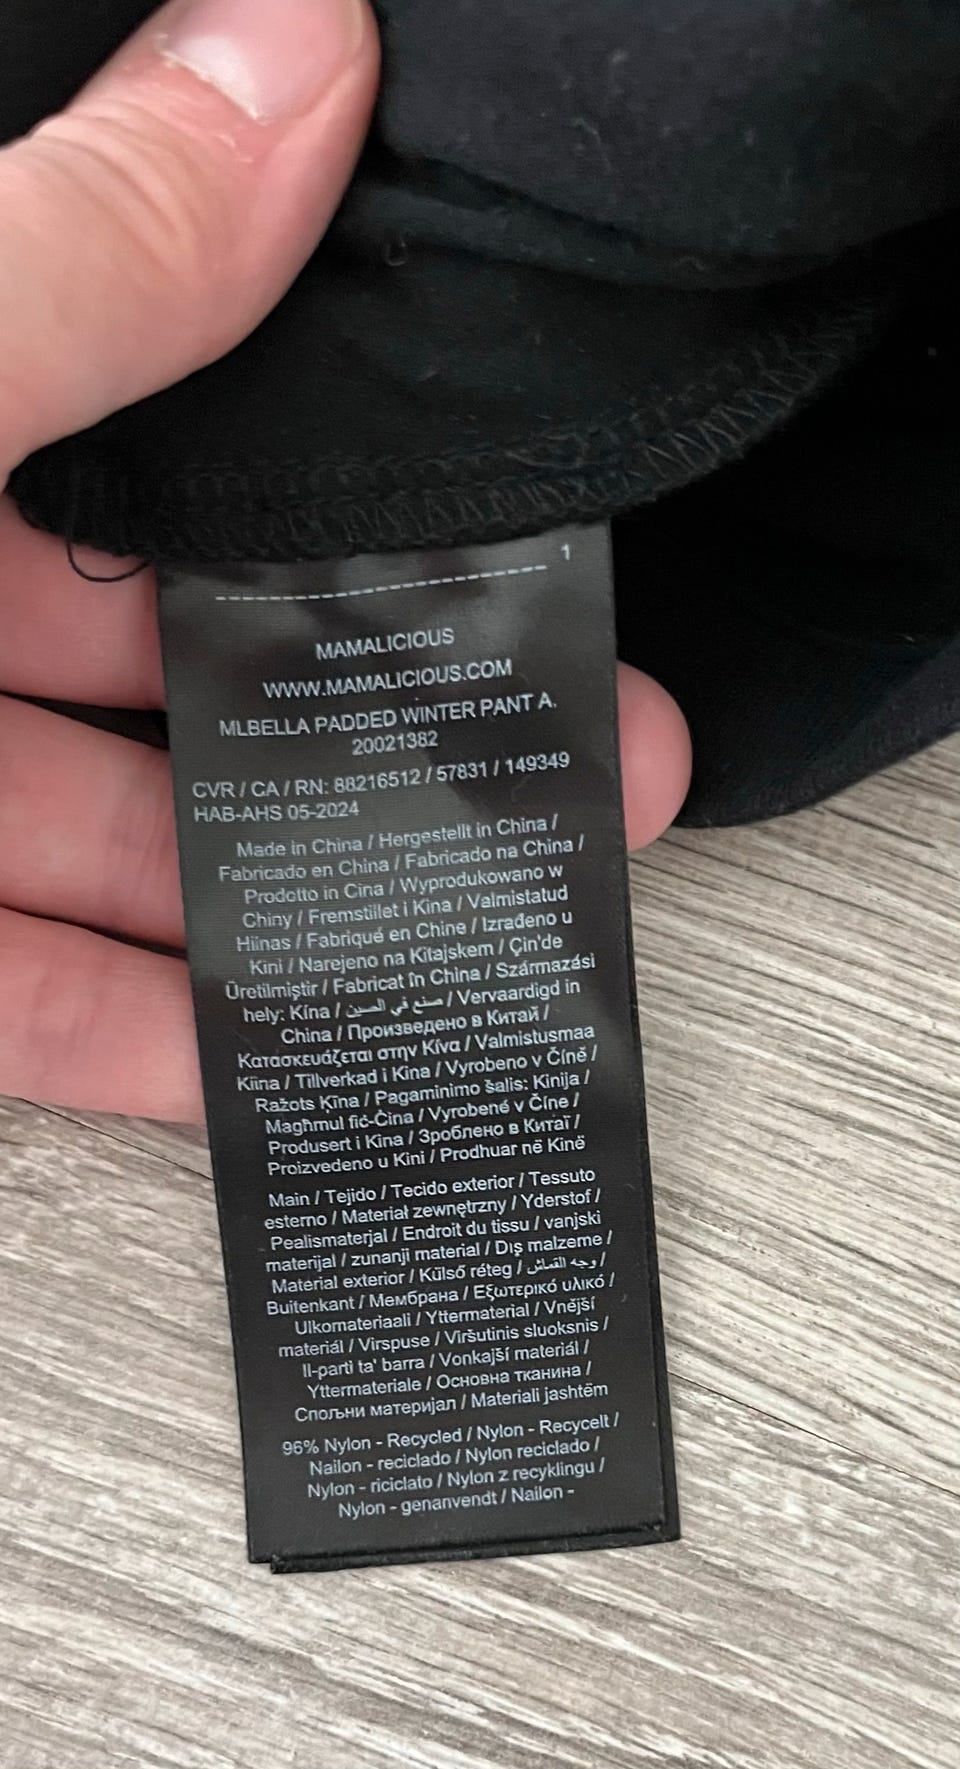 1
MAMALICIOUS
WWW.MAMALICIOUS.COM
MLBELLA PADDED WINTER PANT A.
20021382
CVR / CA / RN: 88216512 / 57831 / 149349
HAB-AHS 05-2024
Made in China / Hergestellt in China /
Fabricado en China / Fabricado na China /
Prodotto in Cina / Wyprodukowano w
Chiny / Fremstillet i Kina / Valmistatud
Hiinas / Fabriqué en Chine / Izrađeno u
Kini / Narejeno na Kitajskem / Çin'de
Üretilmiştir / Fabricat în China / Származási
hely: Kína / صنع في الصين / Vervaardigd in
China / Произведено в Китай /
Κατασκευάζεται στην Κίνα / Valmistusmaa
Kiina / Tillverkad i Kina / Vyrobeno v Číně /
Ražots Ķīna / Pagaminimo šalis: Kinija /
Magħmul fiċ-Ċina / Vyrobené v Číne /
Produsert i Kina / Зроблено в Китаї /
Proizvedeno u Kini / Prodhuar në Kinë
Main / Tejido / Tecido exterior / Tessuto
esterno / Materiał zewnętrzny / Yderstof /
Pealismaterjal / Endroit du tissu / vanjski
materijal / zunanji material / Dış malzeme /
Material exterior / Külső réteg / وجه القماش /
Buitenkant / Мембрана / Εξωτερικό υλικό /
Ulkomateriaali / Yttermaterial / Vnější
materiál / Virspuse / Viršutinis sluoksnis /
Il-parti ta' barra / Vonkajší materiál /
Yttermateriale / Основна тканина /
Спољни материјал / Materiali jashtëm
96% Nylon - Recycled / Nylon - Recycelt /
Nailon - reciclado / Nylon reciclado /
Nylon - riciclato / Nylon z recyklingu /
Nylon - genanvendt / Nailon -